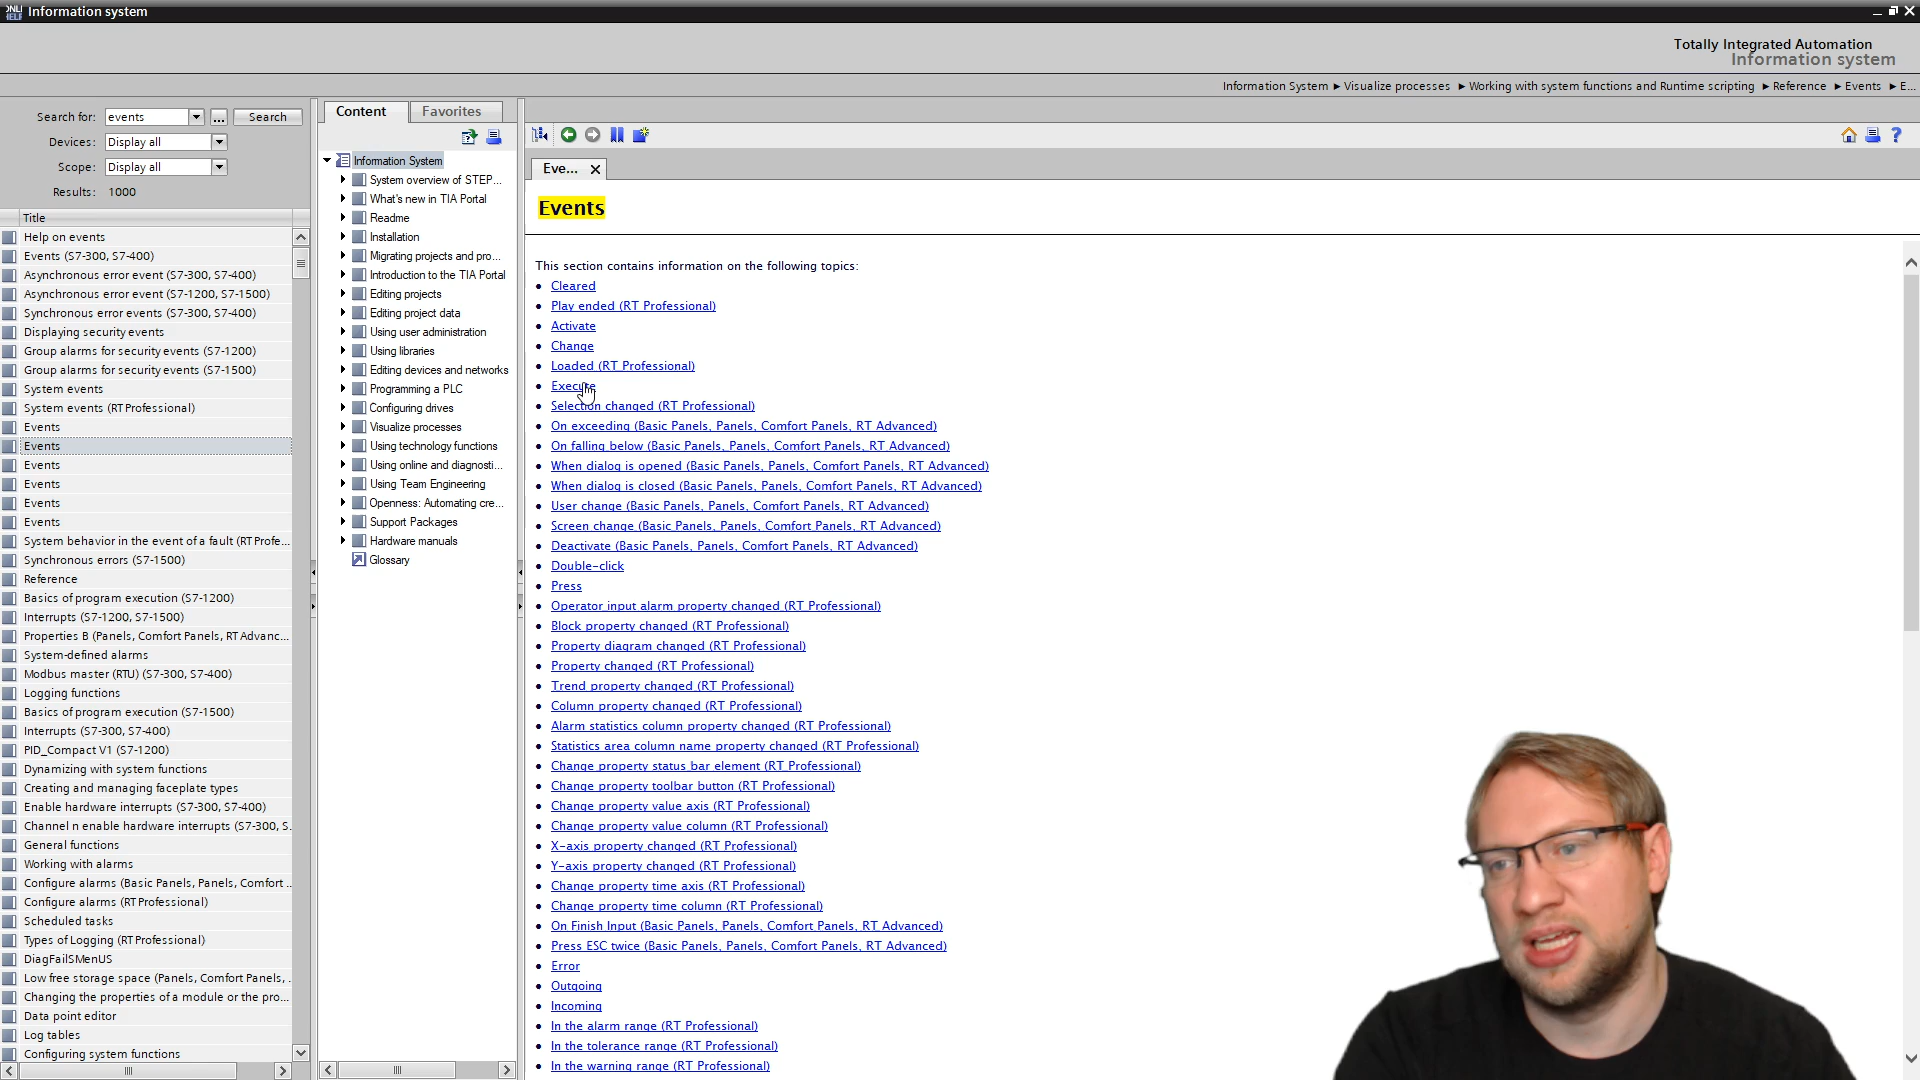 Information system
Totally Integrated Automation
Information system
Information System ► Visualize processes ► Working with system functions and Runtime scripting ► Reference ► Events ► E...
Search for: events ... Search
Devices: Display all
Scope: Display all
Results: 1000
Title
Help on events
Events (S7-300, S7-400)
Asynchronous error event (S7-300, S7-400)
Asynchronous error event (S7-1200, S7-1500)
Synchronous error events (S7-300, S7-400)
Displaying security events
Group alarms for security events (S7-1200)
Group alarms for security events (S7-1500)
System events
System events (RT Professional)
Events
Events
Events
Events
Events
Events
System behavior in the event of a fault (RT Profe...
Synchronous errors (S7-1500)
Reference
Basics of program execution (S7-1200)
Interrupts (S7-1200, S7-1500)
Properties B (Panels, Comfort Panels, RT Advanc...
System-defined alarms
Modbus master (RTU) (S7-300, S7-400)
Logging functions
Basics of program execution (S7-1500)
Interrupts (S7-300, S7-400)
PID_Compact V1 (S7-1200)
Dynamizing with system functions
Creating and managing faceplate types
Enable hardware interrupts (S7-300, S7-400)
Channel n enable hardware interrupts (S7-300, S.
General functions
Working with alarms
Configure alarms (Basic Panels, Panels, Comfort ..
Configure alarms (RT Professional)
Scheduled tasks
Types of Logging (RT Professional)
DiagFailSMenUS
Low free storage space (Panels, Comfort Panels, .
Changing the properties of a module or the pro...
Data point editor
Log tables
Configuring system functions
Content Favorites
Information System
System overview of STEP...
What's new in TIA Portal
Readme
Installation
Migrating projects and pro...
Introduction to the TIA Portal
Editing projects
Editing project data
Using user administration
Using libraries
Editing devices and networks
Programming a PLC
Configuring drives
Visualize processes
Using technology functions
Using online and diagnosti...
Using Team Engineering
Openness: Automating cre...
Support Packages
Hardware manuals
Glossary
Eve...
Events
This section contains information on the following topics:
• Cleared
• Play ended (RT Professional)
• Activate
• Change
• Loaded (RT Professional)
• Execute
• Selection changed (RT Professional)
• On exceeding (Basic Panels, Panels, Comfort Panels, RT Advanced)
• On falling below (Basic Panels, Panels, Comfort Panels, RT Advanced)
• When dialog is opened (Basic Panels, Panels, Comfort Panels, RT Advanced)
• When dialog is closed (Basic Panels, Panels, Comfort Panels, RT Advanced)
• User change (Basic Panels, Panels, Comfort Panels, RT Advanced)
• Screen change (Basic Panels, Panels, Comfort Panels, RT Advanced)
• Deactivate (Basic Panels, Panels, Comfort Panels, RT Advanced)
• Double-click
• Press
• Operator input alarm property changed (RT Professional)
• Block property changed (RT Professional)
• Property diagram changed (RT Professional)
• Property changed (RT Professional)
• Trend property changed (RT Professional)
• Column property changed (RT Professional)
• Alarm statistics column property changed (RT Professional)
• Statistics area column name property changed (RT Professional)
• Change property status bar element (RT Professional)
• Change property toolbar button (RT Professional)
• Change property value axis (RT Professional)
• Change property value column (RT Professional)
• X-axis property changed (RT Professional)
• Y-axis property changed (RT Professional)
• Change property time axis (RT Professional)
• Change property time column (RT Professional)
• On Finish Input (Basic Panels, Panels, Comfort Panels, RT Advanced)
• Press ESC twice (Basic Panels, Panels, Comfort Panels, RT Advanced)
• Error
• Outgoing
• Incoming
• In the alarm range (RT Professional)
• In the tolerance range (RT Professional)
• In the warning range (RT Professional)